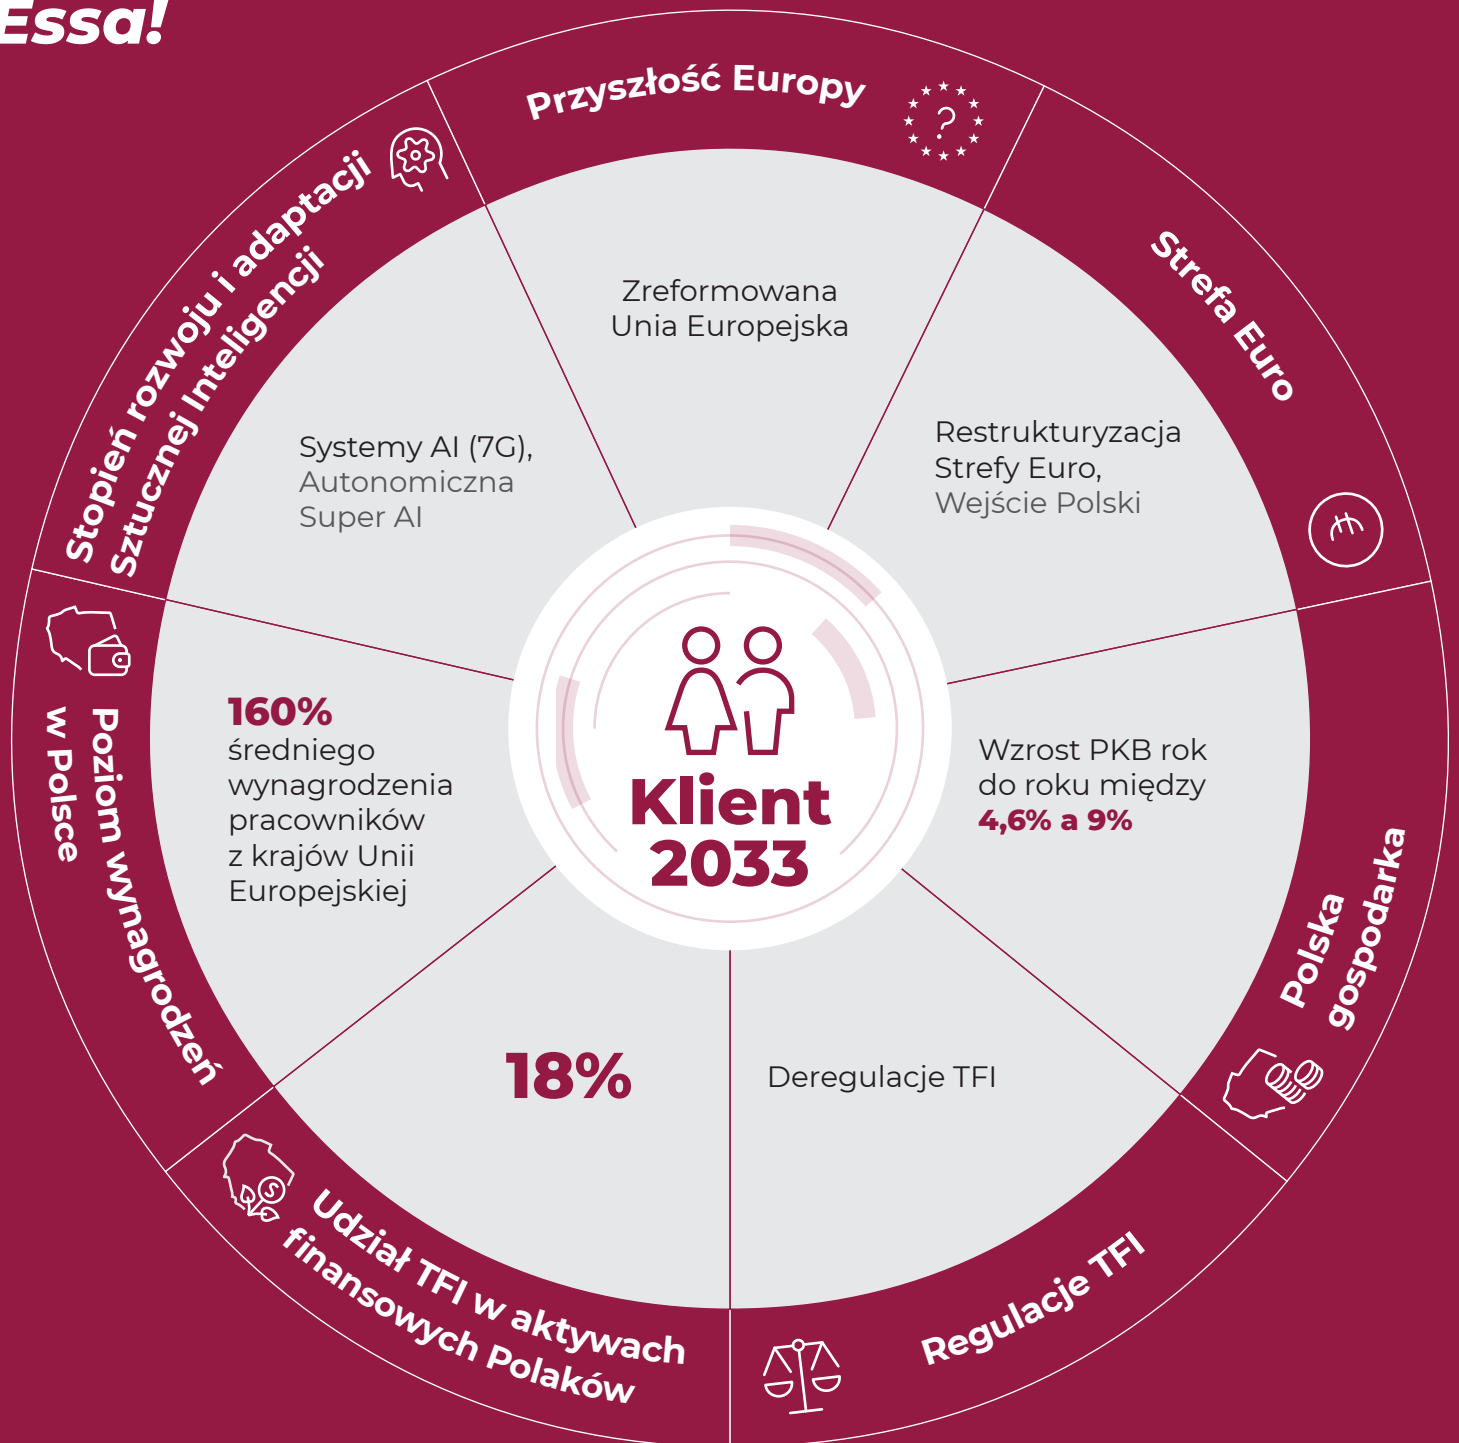 Essa!
Przyszłość Europy
?
Zreformowana
Unia Europejska
Strefa Euro
€
Restrukturyzacja
Strefy Euro,
Wejście Polski
Polska
gospodarka
Wzrost PKB rok
do roku między
4,6% a 9%
Regulacje TFI
Deregulacje TFI
Udział TFI w aktywach
finansowych Polaków
S
18%
Poziom wynagrodzeń
w Polsce
160%
średniego
wynagrodzenia
pracowników
z krajów Unii
Europejskiej
Stopień rozwoju i adaptacji
Sztucznej Inteligencji
Systemy AI (7G),
Autonomiczna
Super AI
Klient
2033